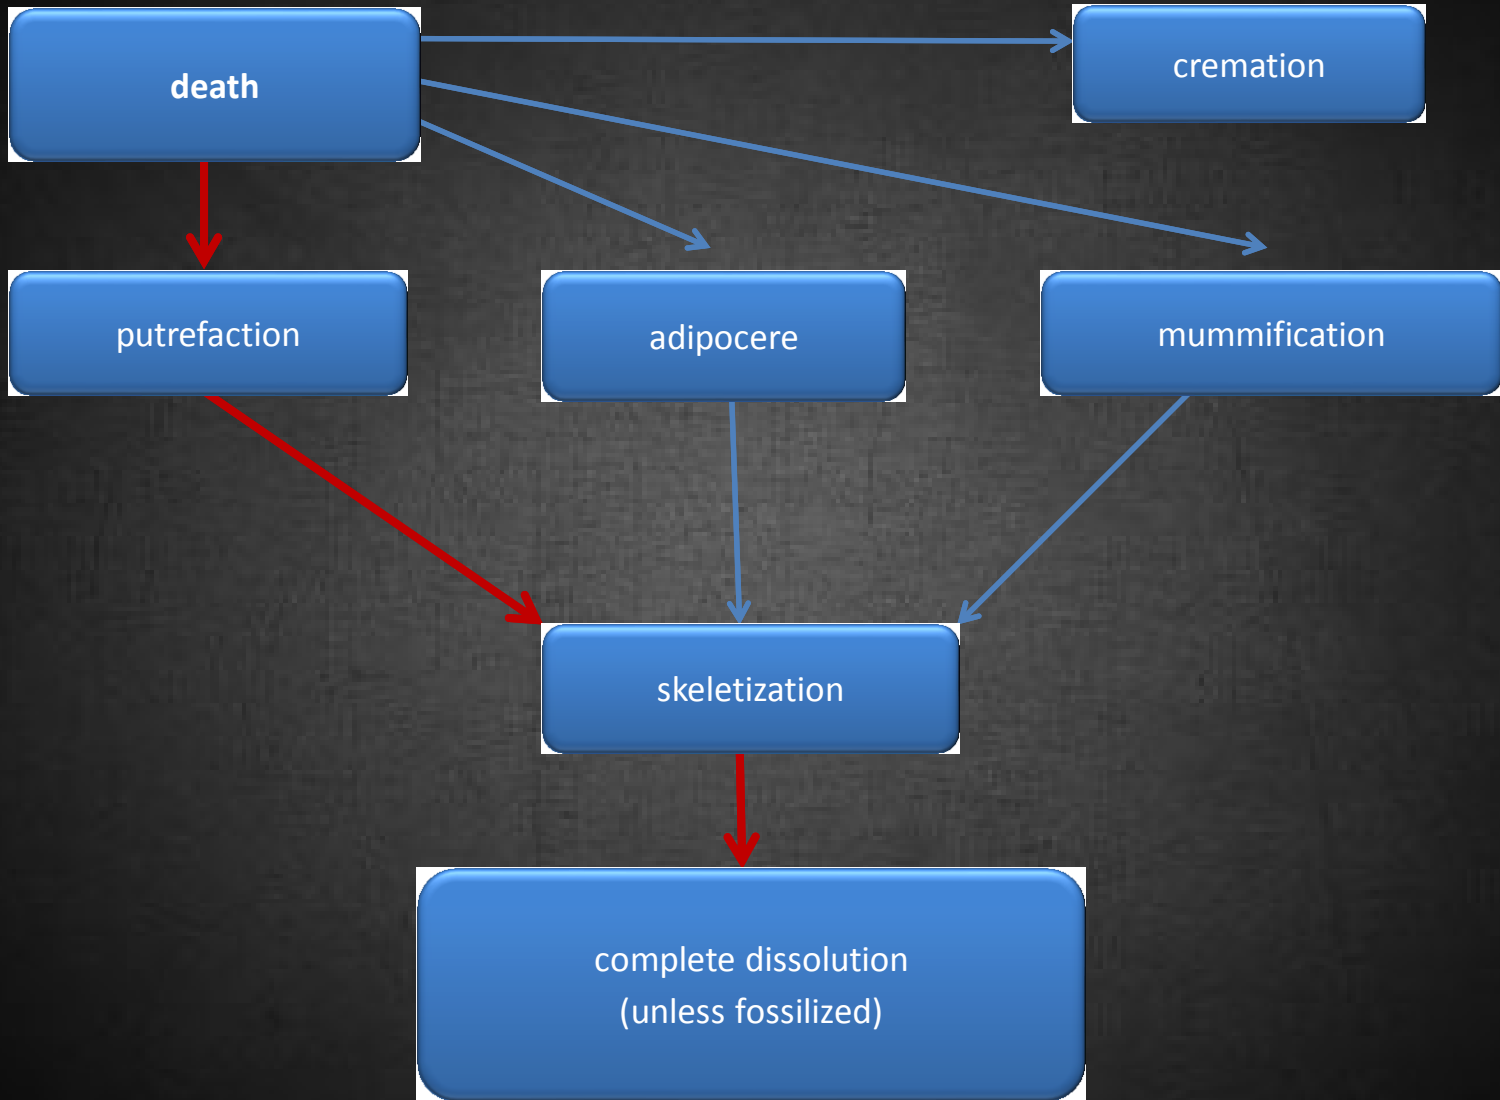 death
cremation
putrefaction
adipocere
mummification
skeletization
complete dissolution
(unless fossilized)